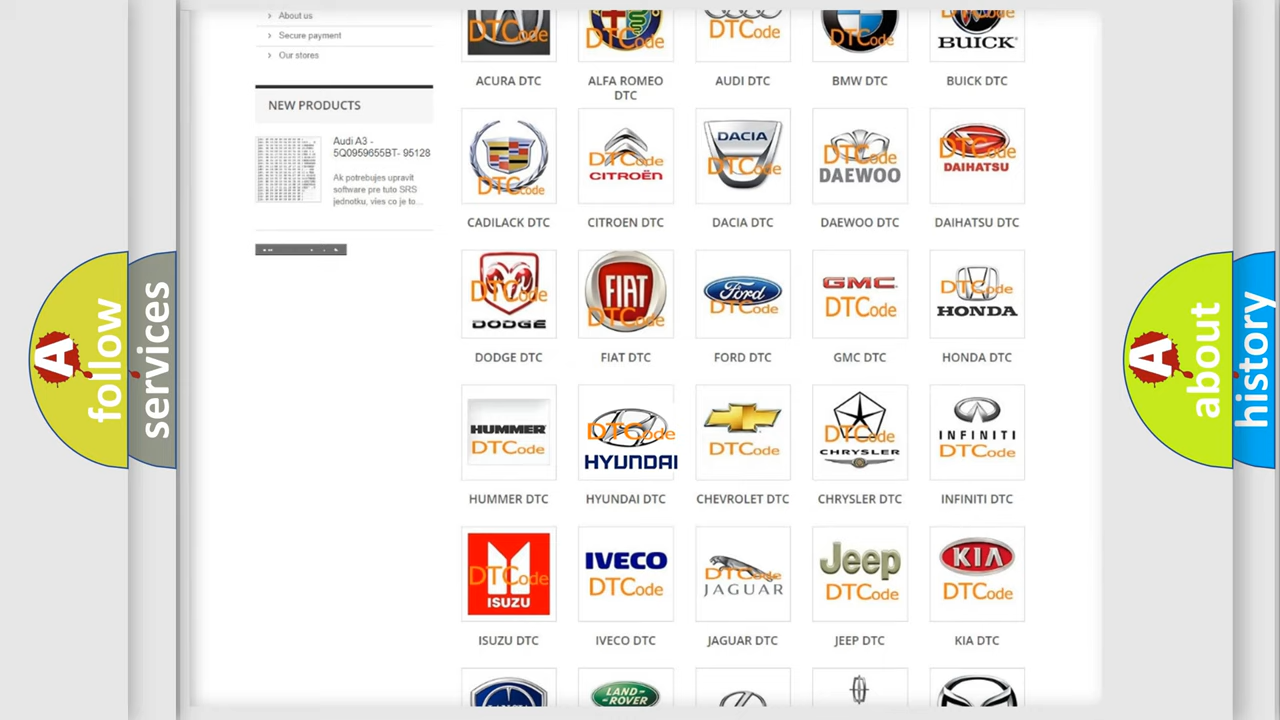 About us
Secure payment
Our stores
NEW PRODUCTS
Audi A3 -
5Q0959655BT- 95128
Ak potrebujes upravit
software pre tuto SRS
jednotku, vies co je to...
A
follow
services
A
about
history
DTCode
DTCode
DTCode
DTCode
BUICK
ACURA DTC
ALFA ROMEO
DTC
AUDI DTC
BMW DTC
BUICK DTC
DTCode
DTCode
CITROËN
DACIA
DTCode
DTCode
DAEWOO
DTCode
DAIHATSU
CADILACK DTC
CITROEN DTC
DACIA DTC
DAEWOO DTC
DAIHATSU DTC
DTCode
DODGE
FIAT
DTCode
Ford
DTCode
GMC
DTCode
DTCode
HONDA
DODGE DTC
FIAT DTC
FORD DTC
GMC DTC
HONDA DTC
HUMMER
DTCode
DTCode
HYUNDAI
DTCode
DTCode
CHRYSLER
INFINITI
DTCode
HUMMER DTC
HYUNDAI DTC
CHEVROLET DTC
CHRYSLER DTC
INFINITI DTC
DTCode
ISUZU
IVECO
DTCode
DTCode
JAGUAR
Jeep
DTCode
KIA
DTCode
ISUZU DTC
IVECO DTC
JAGUAR DTC
JEEP DTC
KIA DTC
LAND-
ROVER